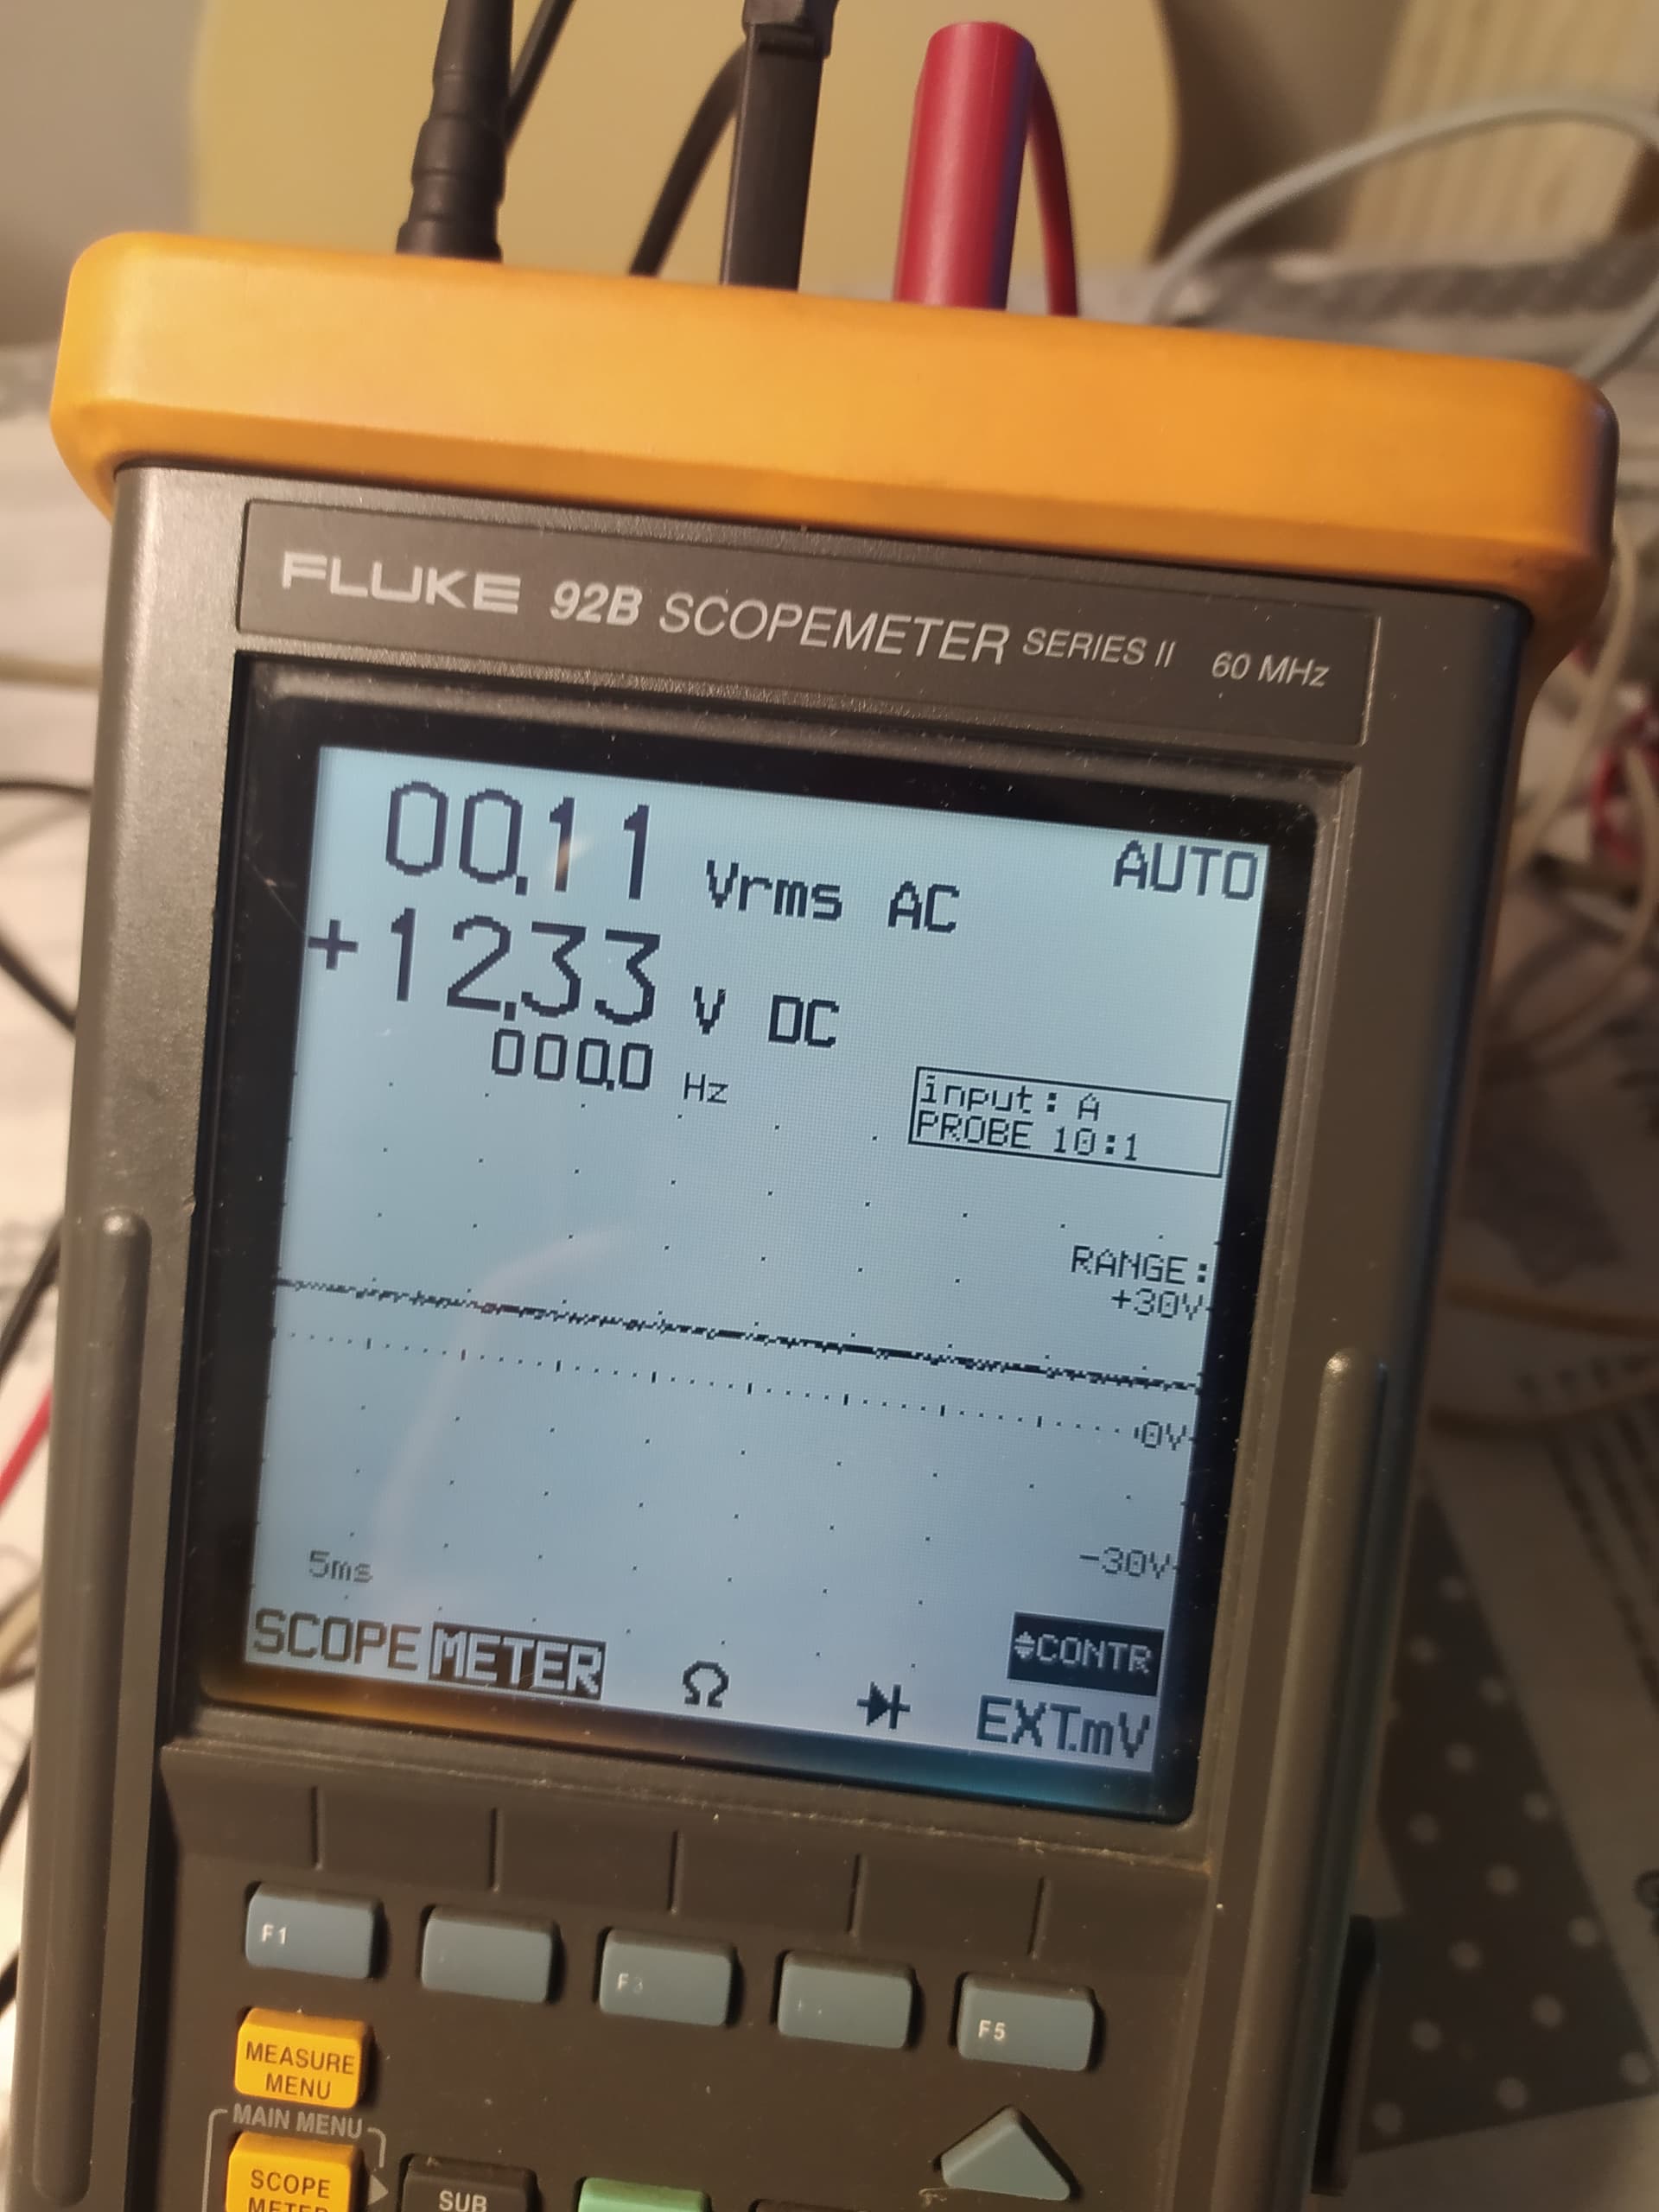 FLUKE 92B SCOPEMETER SERIES II 60 MHz
00.11 Vrms AC AUTO
+12.33 V DC
000.0 Hz
input: A
PROBE 10:1
RANGE:
+30V
0V
-30V
5ms
CONTR
SCOPE METER Ω EXT.mV
F1 F3 F5
MEASURE
MENU
MAIN MENU
SCOPE
METER
SUB